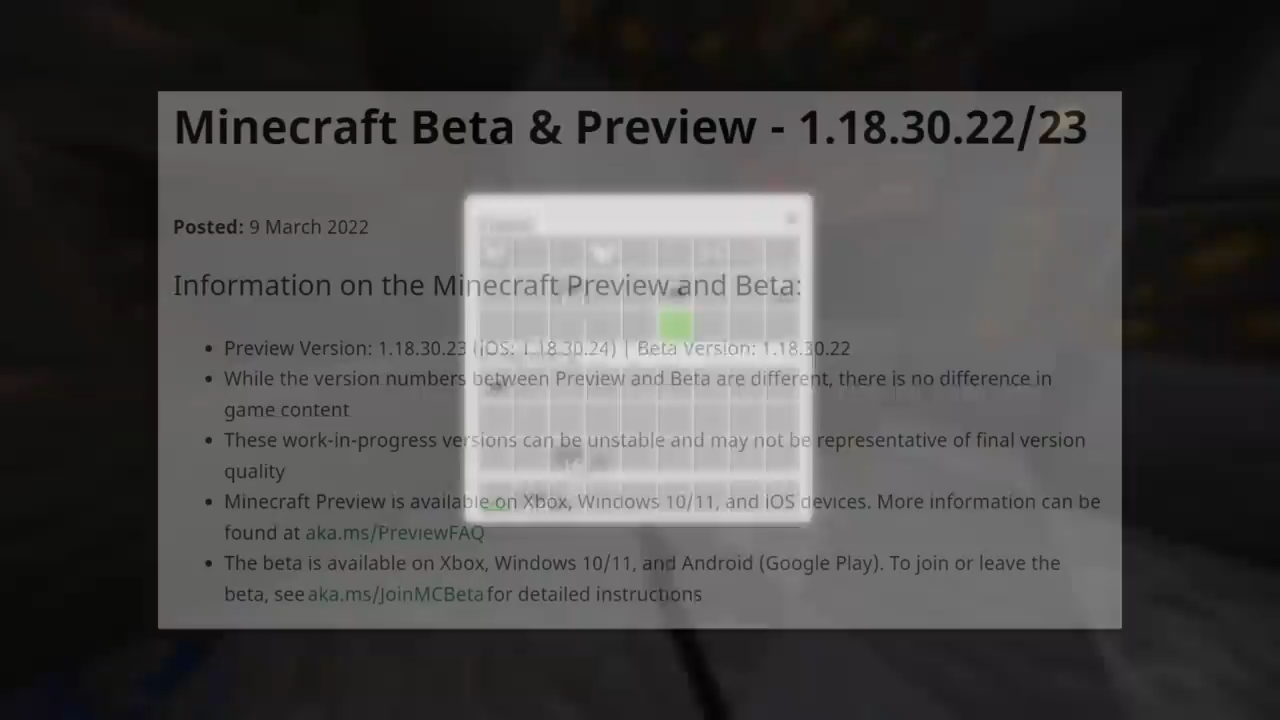 Minecraft Beta & Preview - 1.18.30.22/23
Posted: 9 March 2022
Information on the Minecraft Preview and Beta:
• Preview Version: 1.18.30.23 (iOS: 1.18.30.24) | Beta Version: 1.18.30.22
• While the version numbers between Preview and Beta are different, there is no difference in
game content
• These work-in-progress versions can be unstable and may not be representative of final version
quality
• Minecraft Preview is available on Xbox, Windows 10/11, and iOS devices. More information can be
found at aka.ms/PreviewFAQ
• The beta is available on Xbox, Windows 10/11, and Android (Google Play). To join or leave the
beta, see aka.ms/JoinMCBeta for detailed instructions